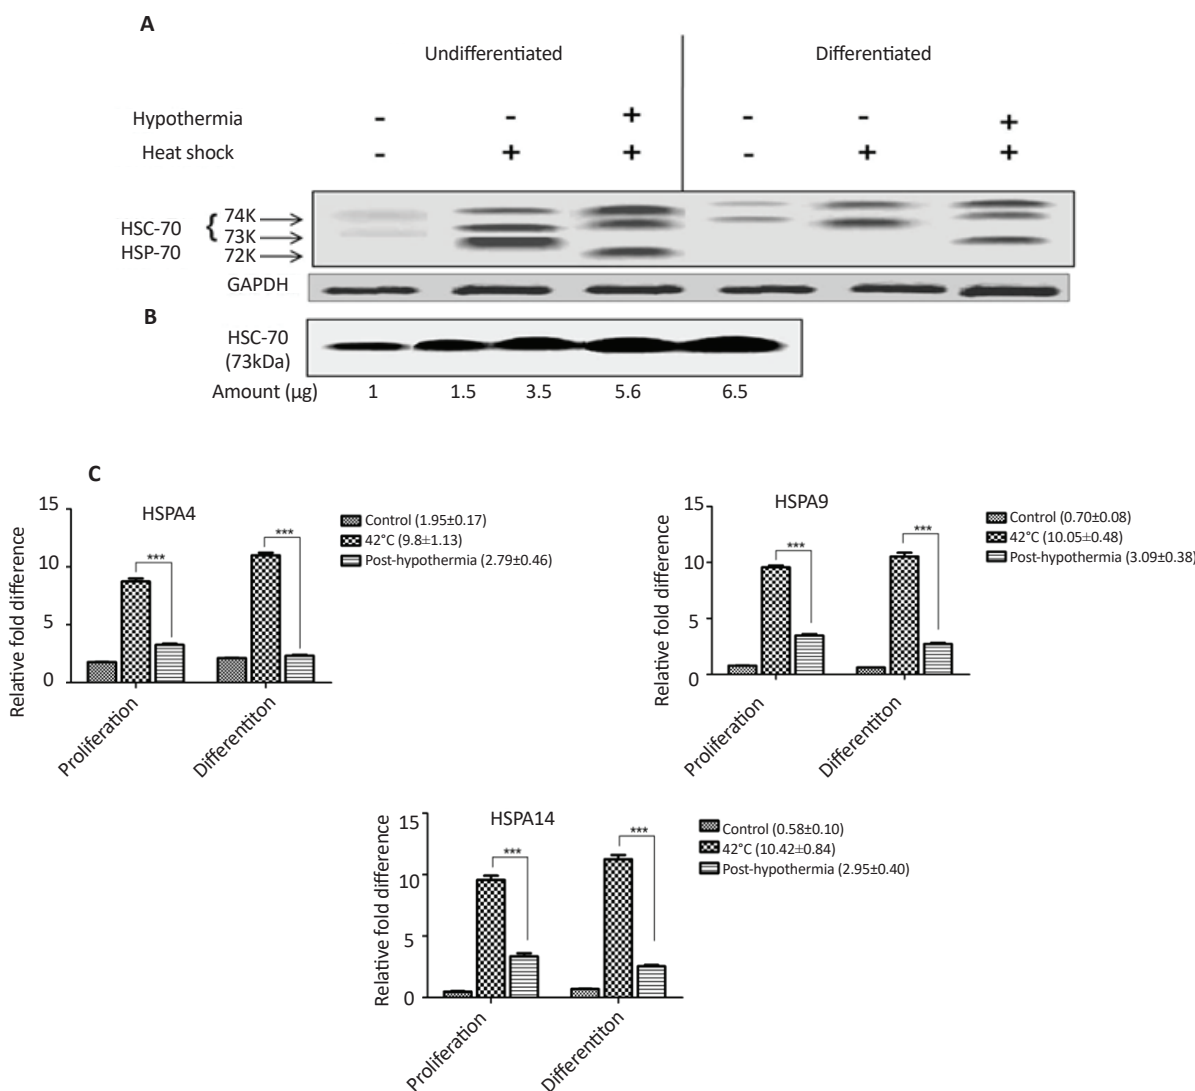 A
Undifferentiated Differentiated
Hypothermia - - + - - +
Heat shock - + + - + +
HSC-70 { 74K
73K
HSP-70 72K
GAPDH
B
HSC-70
(73kDa)
Amount (µg) 1 1.5 3.5 5.6 6.5
C
HSPA4
Relative fold difference
15
10
5
0
***
***
Proliferation
Differentiton
Control (1.95±0.17)
42°C (9.8±1.13)
Post-hypothermia (2.79±0.46)
HSPA9
Relative fold difference
15
10
5
0
***
***
Proliferation
Differentiton
Control (0.70±0.08)
42°C (10.05±0.48)
Post-hypothermia (3.09±0.38)
HSPA14
Relative fold difference
15
10
5
0
***
***
Proliferation
Differentiton
Control (0.58±0.10)
42°C (10.42±0.84)
Post-hypothermia (2.95±0.40)